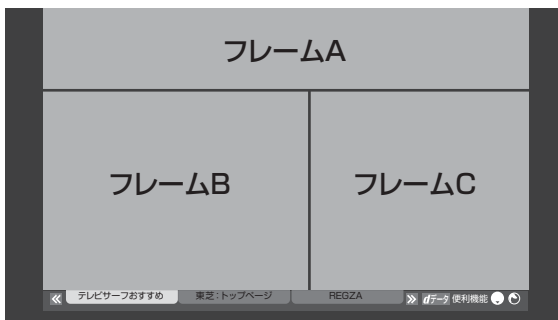 フレームA
フレームB
フレームC
テレビサーフおすすめ
東芝：トップページ
REGZA
dデータ 便利機能